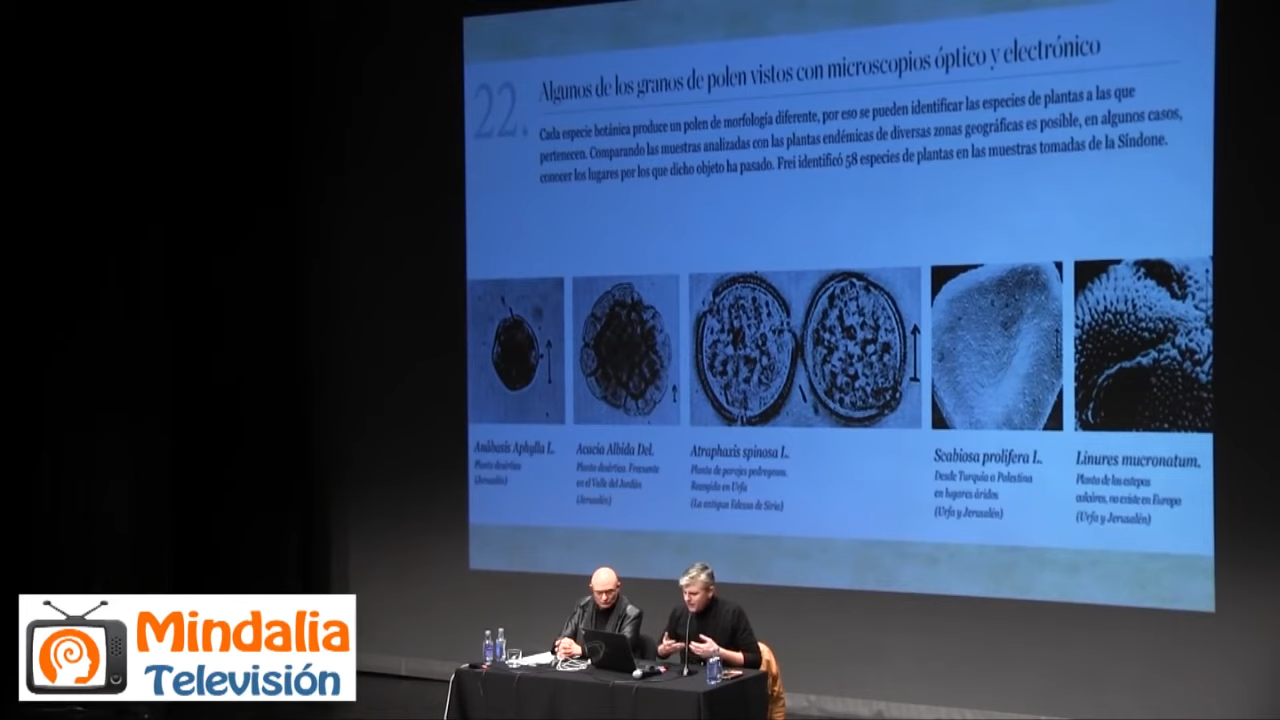 22.
Algunos de los granos de polen vistos con microscopios óptico y electrónico
Cada especie botánica produce un polen de morfología diferente, por eso se pueden identificar las especies de plantas a las que
pertenecen. Comparando las muestras analizadas con las plantas endémicas de diversas zonas geográficas es posible, en algunos casos,
conocer los lugares por los que dicho objeto ha pasado. Frei identificó 58 especies de plantas en las muestras tomadas de la Síndone.
Anábasis Aphylla L.
Planta desértica
(Jerusalén)
Acacia Albida Del.
Planta desértica. Frecuente
en el Valle del Jordán
(Jerusalén)
Atraphaxis spinosa L.
Planta de parajes pedregosos.
Recogida en Urfa
(La antigua Edessa de Siria)
Scabiosa prolifera L.
Desde Turquía a Palestina
en lugares áridos
(Urfa y Jerusalén)
Linures mucronatum.
Planta de las estepas
calcáreas, no existe en Europa
(Urfa y Jerusalén)
Mindalia
Televisión